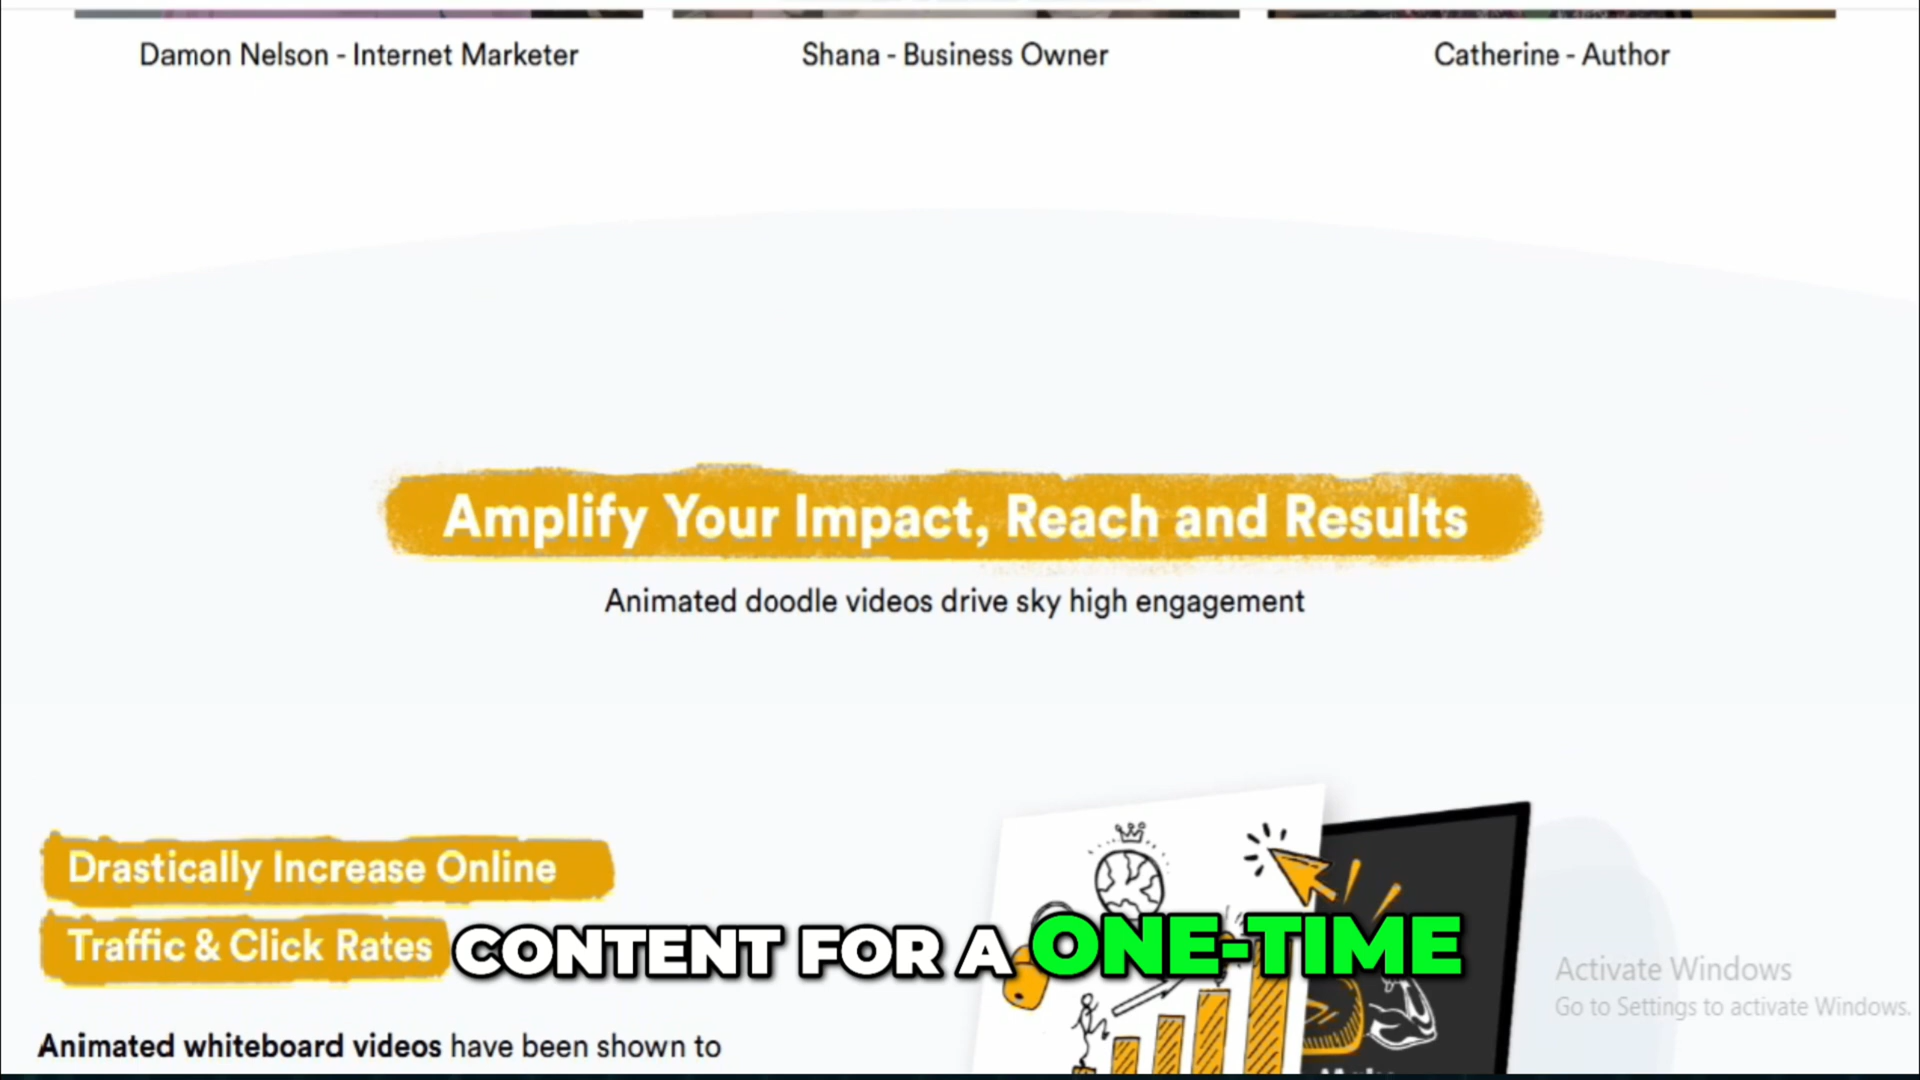 Damon Nelson - Internet Marketer
Shana - Business Owner
Catherine - Author
Amplify Your Impact, Reach and Results
Animated doodle videos drive sky high engagement
Drastically Increase Online
Traffic & Click Rates
CONTENT FOR A ONE-TIME
Activate Windows
Go to Settings to activate Windows.
Animated whiteboard videos have been shown to